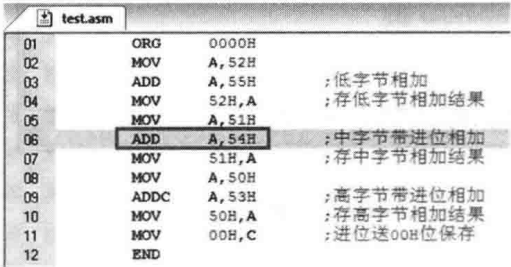 test.asm
01 ORG 0000H
02 MOV A,52H
03 ADD A,55H ;低字节相加
04 MOV 52H,A ;存低字节相加结果
05 MOV A,51H
06 ADD A,54H ;中字节带进位相加
07 MOV 51H,A ;存中字节相加结果
08 MOV A,50H
09 ADDC A,53H ;高字节带进位相加
10 MOV 50H,A ;存高字节相加结果
11 MOV 00H,C ;进位送00H位保存
12 END